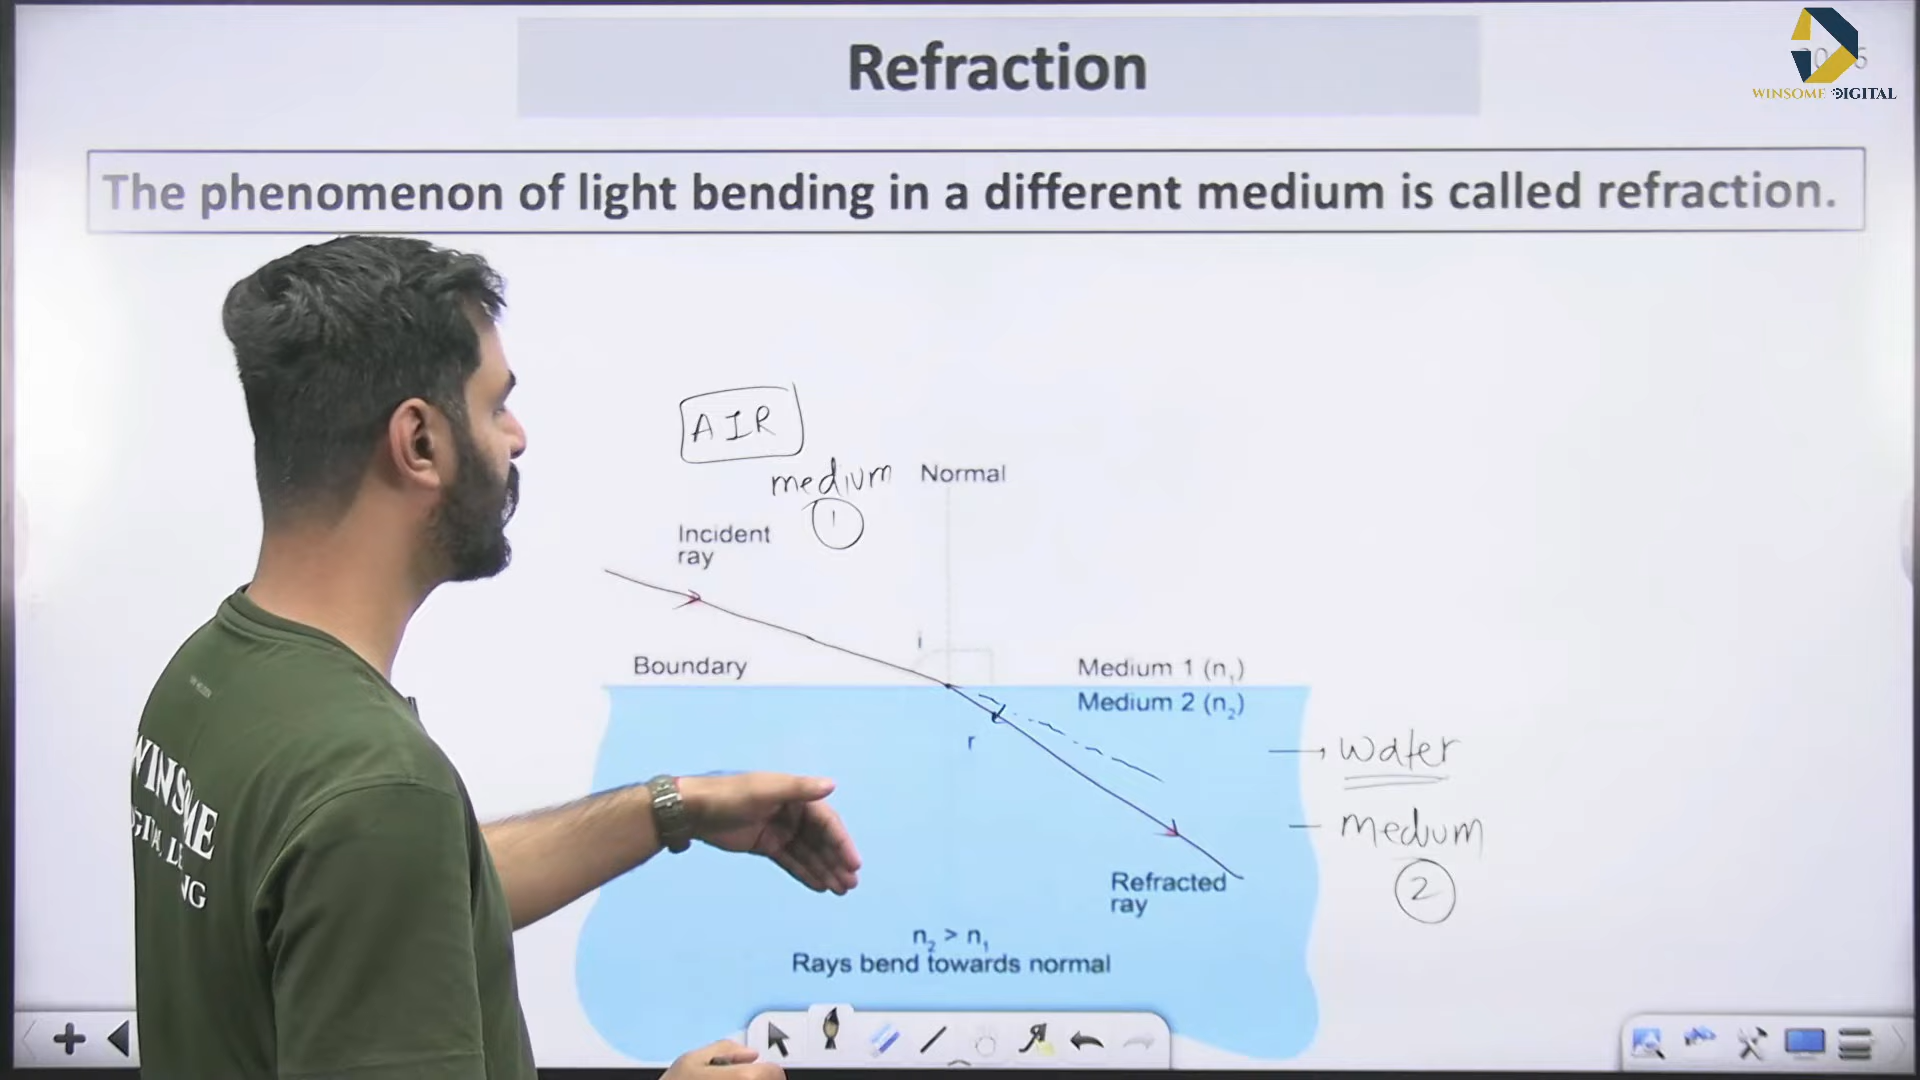 Refraction
WINSOME DIGITAL
The phenomenon of light bending in a different medium is called refraction.
AIR
medium
1
Normal
Incident
ray
i
Boundary
Medium 1 (n₁)
Medium 2 (n₂)
r
water
medium
2
Refracted
ray
n₂ > n₁
Rays bend towards normal
WINSOME